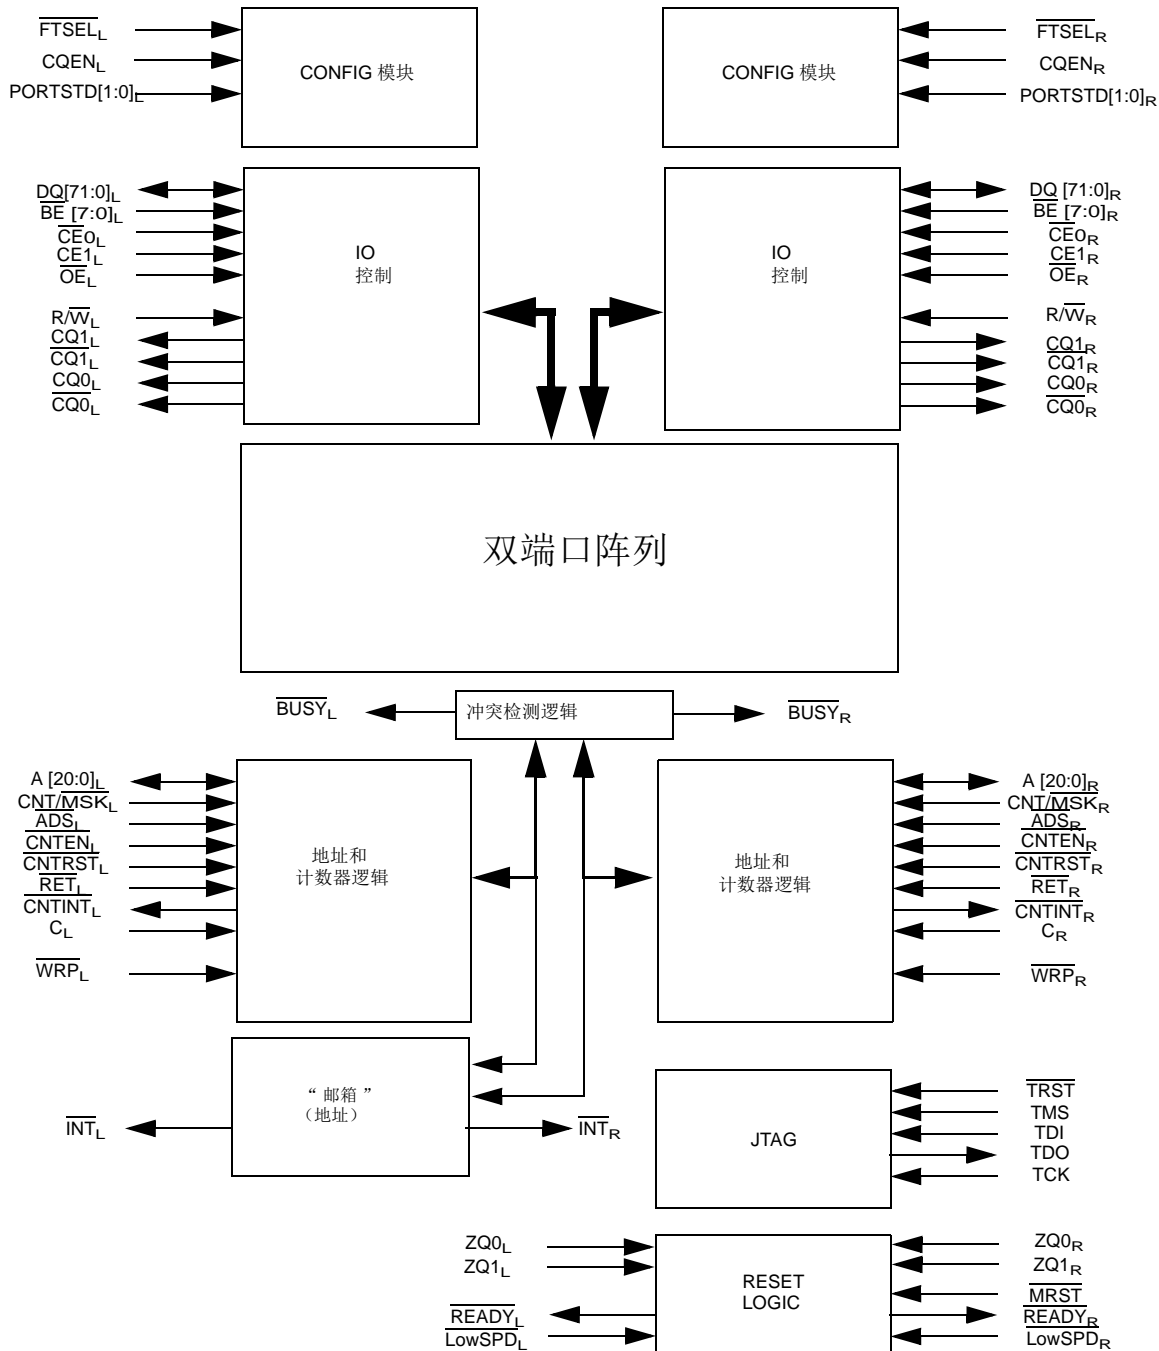 FTSEL_L
CQEN_L
PORTSTD[1:0]_L
CONFIG 模块
CONFIG 模块
FTSEL_R
CQEN_R
PORTSTD[1:0]_R
DQ[71:0]_L
BE [7:0]_L
CE0_L
CE1_L
OE_L
R/W_L
CQ1_L
CQ1_L
CQ0_L
CQ0_L
IO
控制
IO
控制
DQ [71:0]_R
BE [7:0]_R
CE0_R
CE1_R
OE_R
R/W_R
CQ1_R
CQ1_R
CQ0_R
CQ0_R
双端口阵列
BUSY_L
冲突检测逻辑
BUSY_R
A [20:0]_L
CNT/MSK_L
ADS_L
CNTEN_L
CNTRST_L
RET_L
CNTINT_L
C_L
WRP_L
地址和
计数器逻辑
地址和
计数器逻辑
A [20:0]_R
CNT/MSK_R
ADS_R
CNTEN_R
CNTRST_R
RET_R
CNTINT_R
C_R
WRP_R
INT_L
“ 邮箱 ”
（地址）
INT_R
JTAG
TRST
TMS
TDI
TDO
TCK
ZQ0_L
ZQ1_L
READY_L
LowSPD_L
RESET
LOGIC
ZQ0_R
ZQ1_R
MRST
READY_R
LowSPD_R